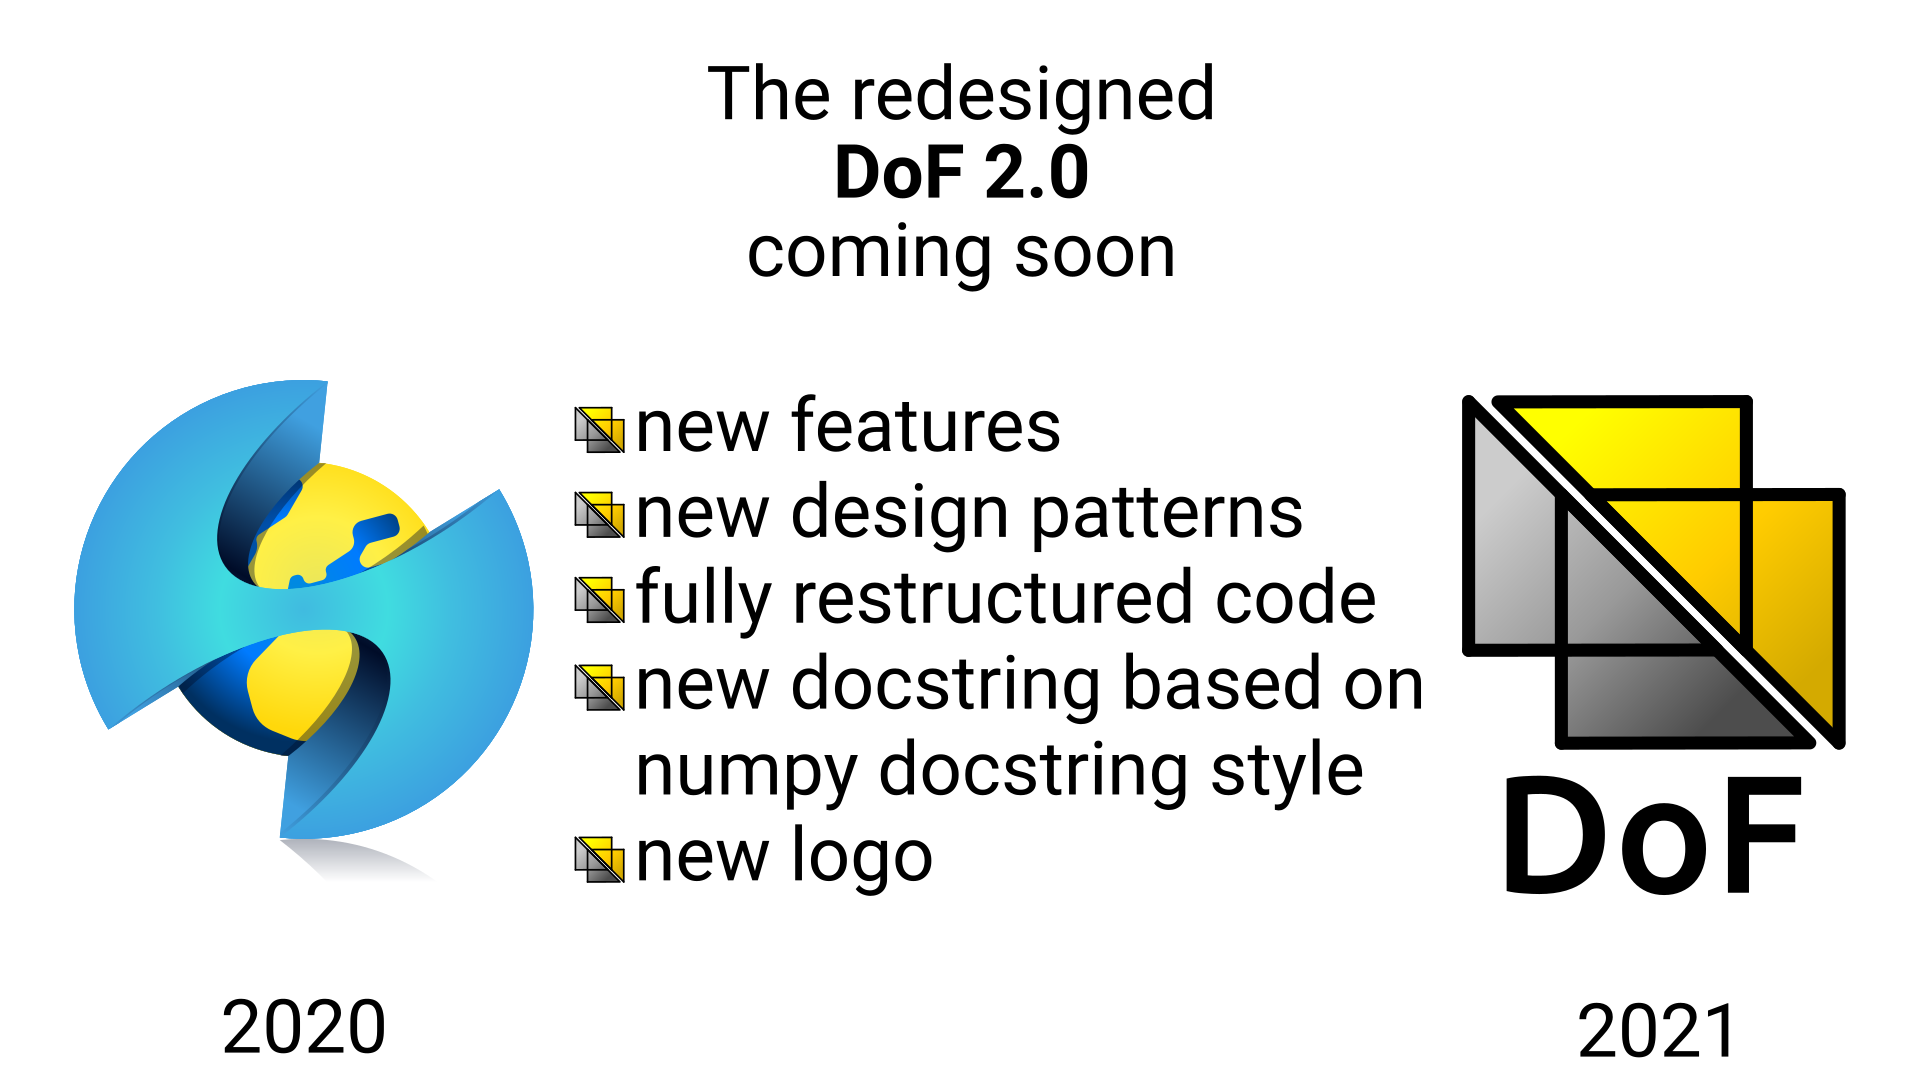 The redesigned
DoF 2.0
coming soon
new features
new design patterns
fully restructured code
new docstring based on
numpy docstring style
new logo
DoF
2020
2021